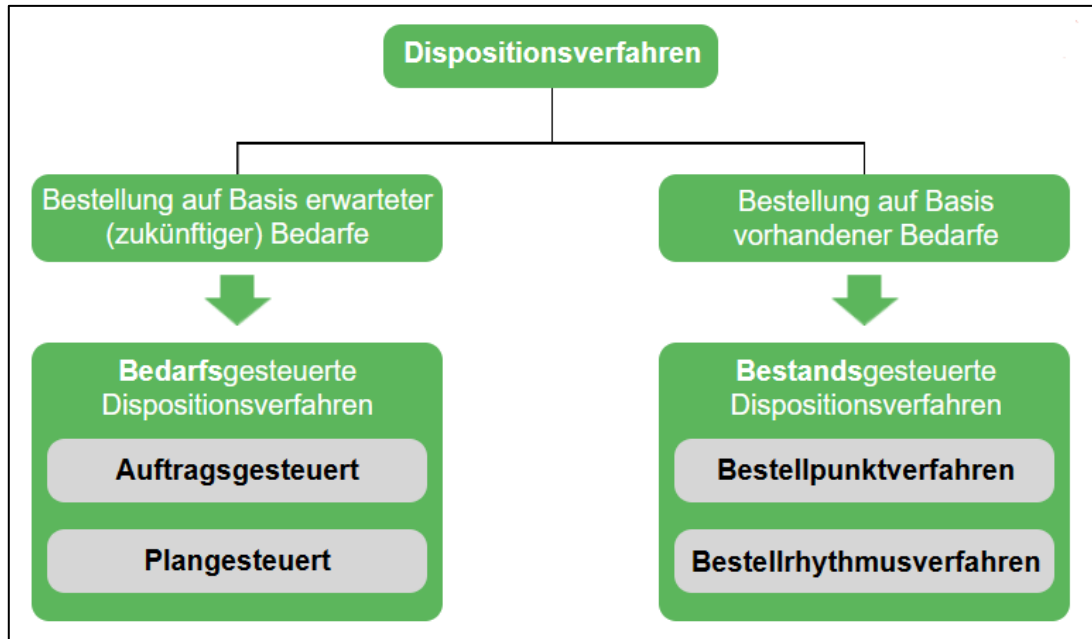 Dispositionsverfahren
Bestellung auf Basis erwarteter
(zukünftiger) Bedarfe
Bestellung auf Basis
vorhandener Bedarfe
Bedarfsgesteuerte
Dispositionsverfahren
Auftragsgesteuert
Plangesteuert
Bestandsgesteuerte
Dispositionsverfahren
Bestellpunktverfahren
Bestellrhythmusverfahren